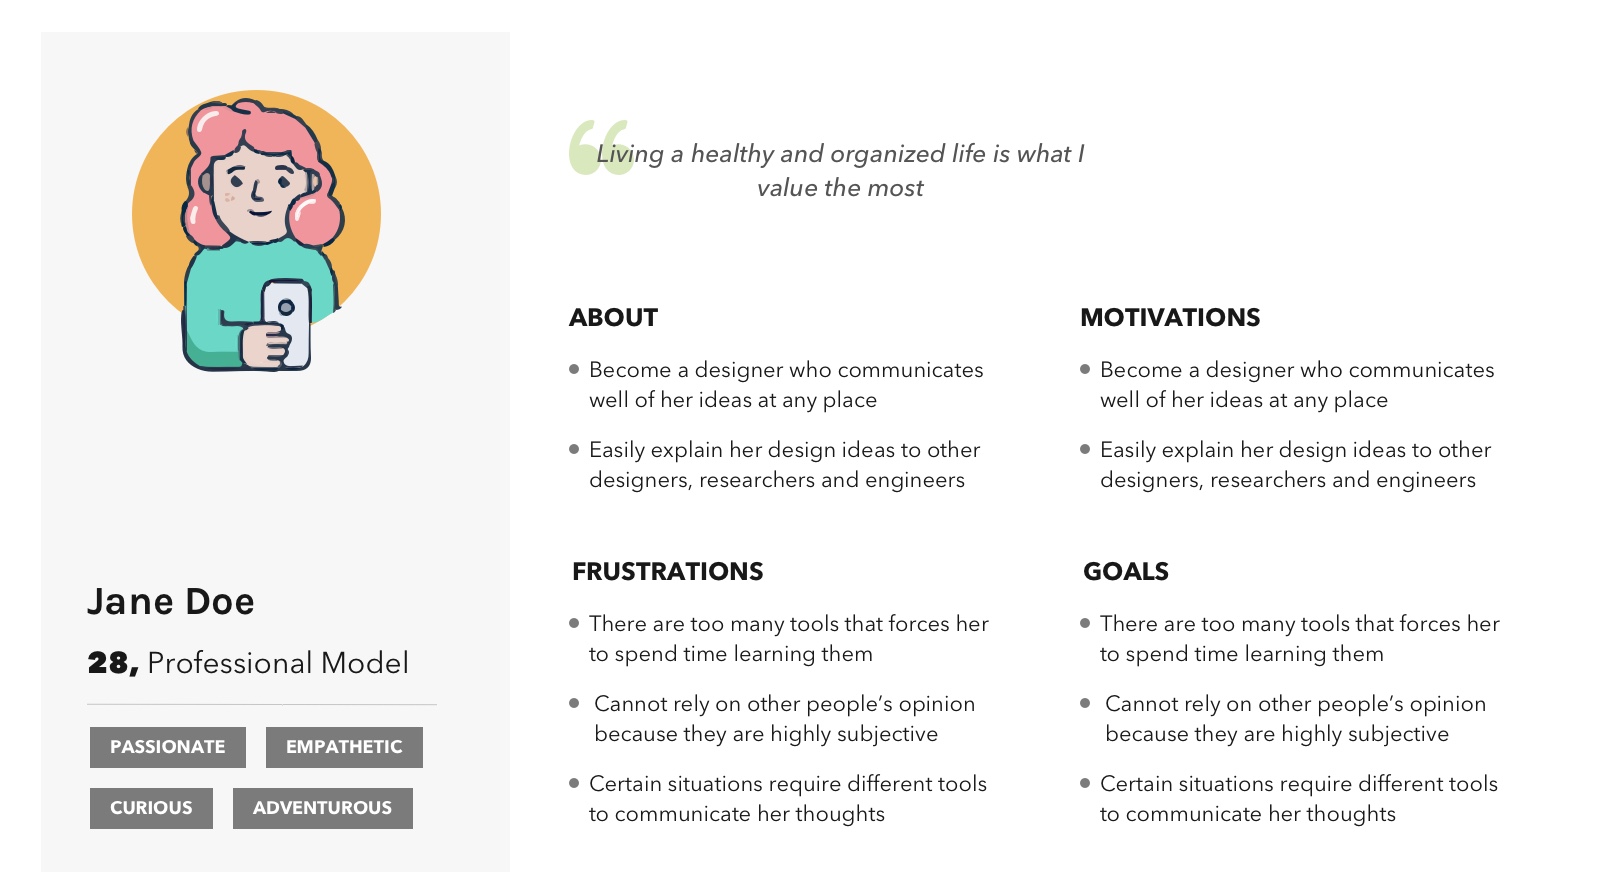 Living a healthy and organized life is what I
value the most
ABOUT
Become a designer who communicates
well of her ideas at any place
Easily explain her design ideas to other
designers, researchers and engineers
MOTIVATIONS
Become a designer who communicates
well of her ideas at any place
Easily explain her design ideas to other
designers, researchers and engineers
FRUSTRATIONS
There are too many tools that forces her
to spend time learning them
Cannot rely on other people’s opinion
because they are highly subjective
Certain situations require different tools
to communicate her thoughts
GOALS
There are too many tools that forces her
to spend time learning them
Cannot rely on other people’s opinion
because they are highly subjective
Certain situations require different tools
to communicate her thoughts
Jane Doe
28, Professional Model
PASSIONATE
EMPATHETIC
CURIOUS
ADVENTUROUS